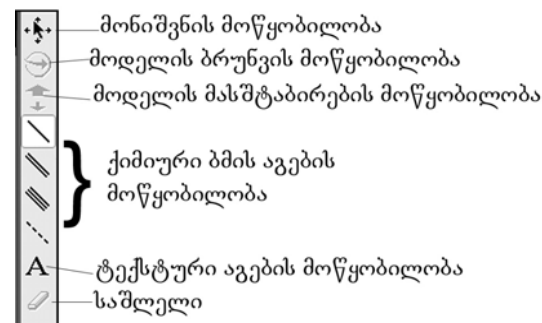 მონიშვნის მოწყობილობა
მოდელის ბრუნვის მოწყობილობა
მოდელის მასშტაბირების მოწყობილობა
ქიმიური ბმის აგების
მოწყობილობა
A
ტექსტური აგების მოწყობილობა
საშლელი